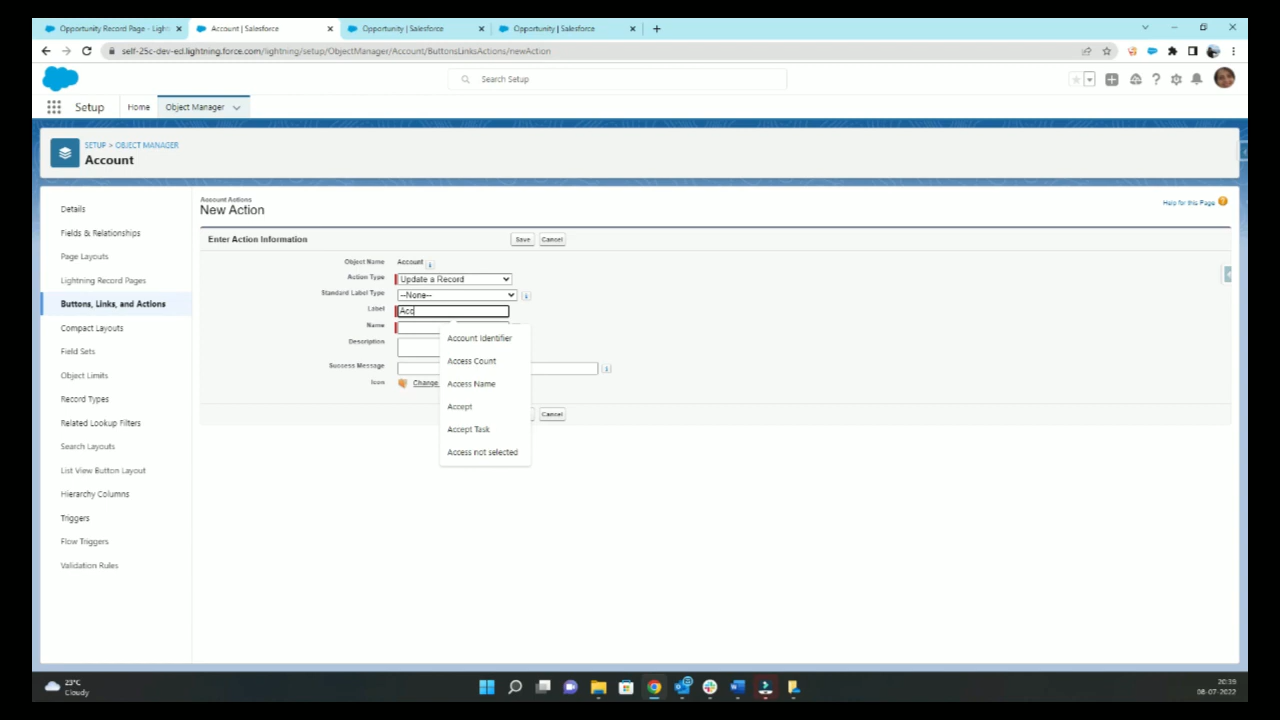 Opportunity Record Page - Light
Account | Salesforce
Opportunity | Salesforce
Opportunity | Salesforce
self-25c-dev-ed.lightning.force.com/lightning/setup/ObjectManager/Account/ButtonsLinksActions/newAction
Search Setup
Setup
Home
Object Manager
SETUP > OBJECT MANAGER
Account
Details
Fields & Relationships
Page Layouts
Lightning Record Pages
Buttons, Links, and Actions
Compact Layouts
Field Sets
Object Limits
Record Types
Related Lookup Filters
Search Layouts
List View Button Layout
Hierarchy Columns
Triggers
Flow Triggers
Validation Rules
Account Actions
New Action
Help for this Page
Enter Action Information
Save Cancel
Object Name Account
Action Type Update a Record
Standard Label Type --None--
Label Acc
Name
Description
Success Message
Icon Change
Account Identifier
Access Count
Access Name
Accept
Accept Task
Access not selected
Cancel
23°C
Cloudy
20:39
08-07-2022